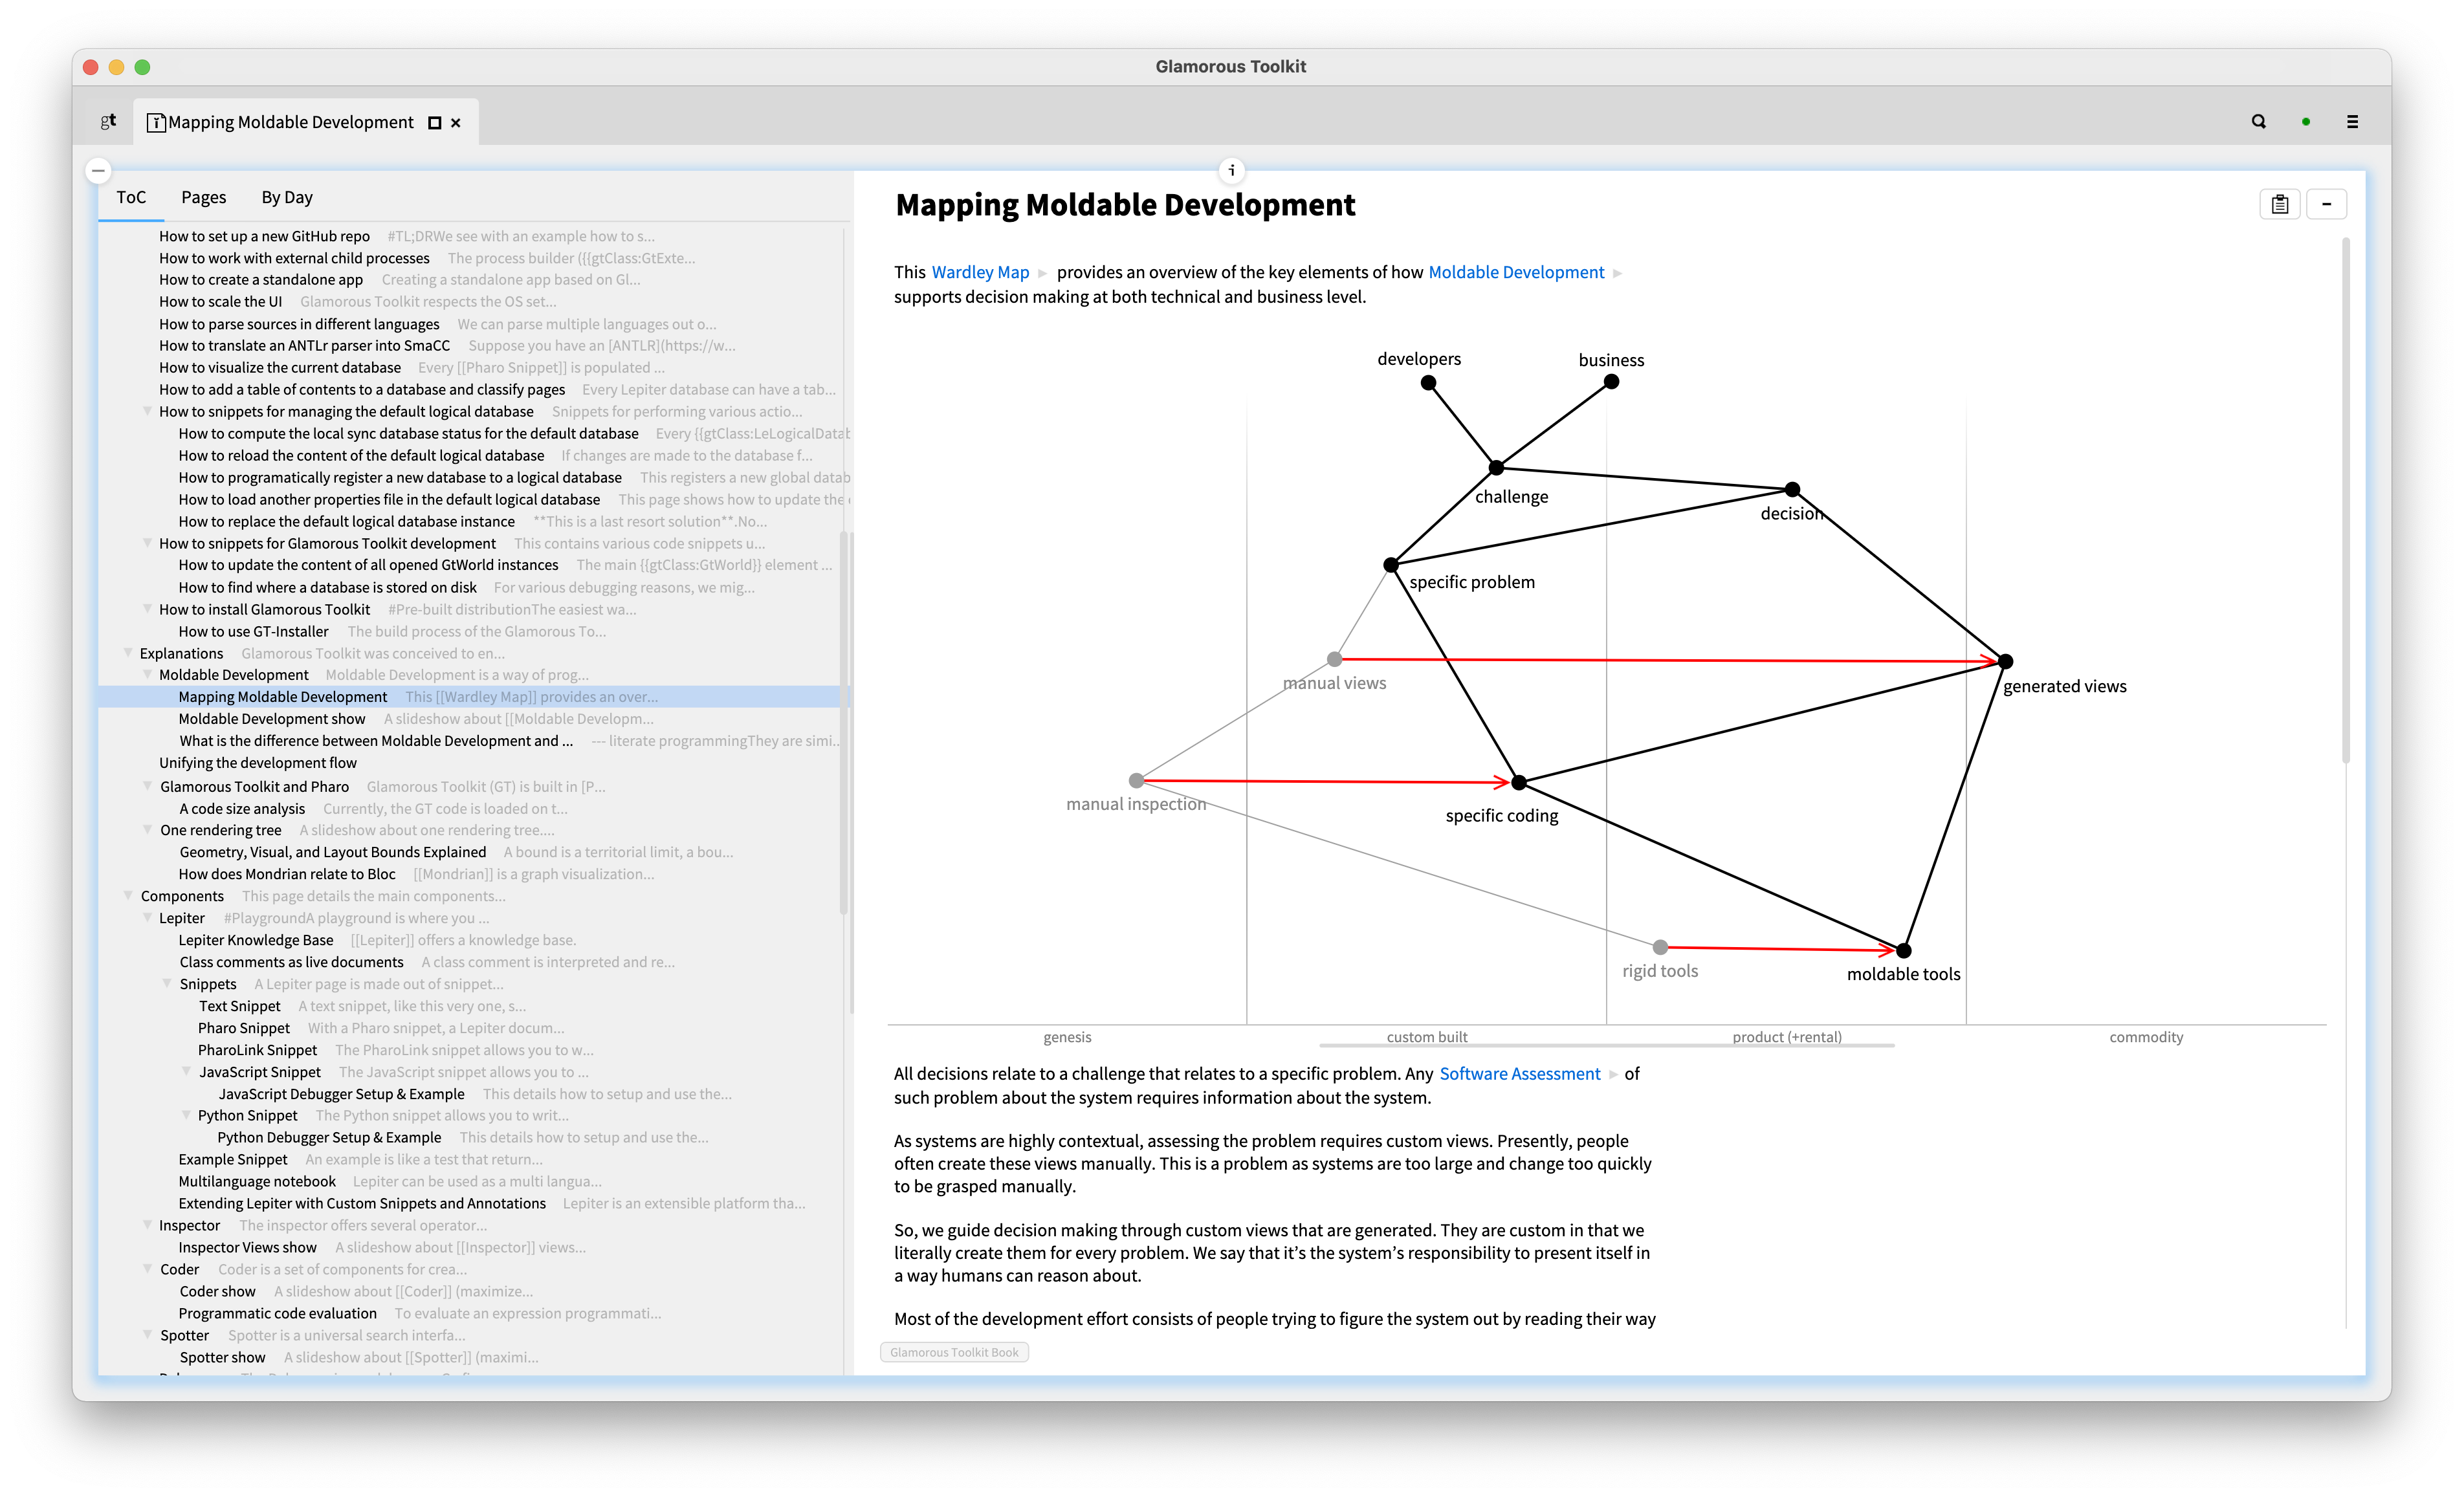 Glamorous Toolkit
gt
Mapping Moldable Development
ToC Pages By Day
How to set up a new GitHub repo #TL;DRWe see with an example how to s...
How to work with external child processes The process builder ({{gtClass:GtExte...
How to create a standalone app Creating a standalone app based on Gl...
How to scale the UI Glamorous Toolkit respects the OS set...
How to parse sources in different languages We can parse multiple languages out o...
How to translate an ANTLr parser into SmaCC Suppose you have an [ANTLR](https://w...
How to visualize the current database Every [[Pharo Snippet]] is populated ...
How to add a table of contents to a database and classify pages Every Lepiter database can have a tab...
How to snippets for managing the default logical database Snippets for performing various actio...
How to compute the local sync database status for the default database Every {{gtClass:LeLogicalDatab
How to reload the content of the default logical database If changes are made to the database f...
How to programatically register a new database to a logical database This registers a new global datab
How to load another properties file in the default logical database This page shows how to update the
How to replace the default logical database instance **This is a last resort solution**.No...
How to snippets for Glamorous Toolkit development This contains various code snippets u...
How to update the content of all opened GtWorld instances The main {{gtClass:GtWorld}} element ...
How to find where a database is stored on disk For various debugging reasons, we mig...
How to install Glamorous Toolkit #Pre-built distributionThe easiest wa...
How to use GT-Installer The build process of the Glamorous To...
Explanations Glamorous Toolkit was conceived to en...
Moldable Development Moldable Development is a way of prog...
Mapping Moldable Development This [[Wardley Map]] provides an over...
Moldable Development show A slideshow about [[Moldable Developm...
What is the difference between Moldable Development and ... --- literate programmingThey are simi...
Unifying the development flow
Glamorous Toolkit and Pharo Glamorous Toolkit (GT) is built in [P...
A code size analysis Currently, the GT code is loaded on t...
One rendering tree A slideshow about one rendering tree....
Geometry, Visual, and Layout Bounds Explained A bound is a territorial limit, a bou...
How does Mondrian relate to Bloc [[Mondrian]] is a graph visualization...
Components This page details the main components...
Lepiter #PlaygroundA playground is where you ...
Lepiter Knowledge Base [[Lepiter]] offers a knowledge base.
Class comments as live documents A class comment is interpreted and re...
Snippets A Lepiter page is made out of snippet...
Text Snippet A text snippet, like this very one, s...
Pharo Snippet With a Pharo snippet, a Lepiter docum...
PharoLink Snippet The PharoLink snippet allows you to w...
JavaScript Snippet The JavaScript snippet allows you to ...
JavaScript Debugger Setup & Example This details how to setup and use the...
Python Snippet The Python snippet allows you to writ...
Python Debugger Setup & Example This details how to setup and use the...
Example Snippet An example is like a test that return...
Multilanguage notebook Lepiter can be used as a multi langua...
Extending Lepiter with Custom Snippets and Annotations Lepiter is an extensible platform tha...
Inspector The inspector offers several operator...
Inspector Views show A slideshow about [[Inspector]] views...
Coder Coder is a set of components for crea...
Coder show A slideshow about [[Coder]] (maximize...
Programmatic code evaluation To evaluate an expression programmati...
Spotter Spotter is a universal search interfa...
Spotter show A slideshow about [[Spotter]] (maximi...
Mapping Moldable Development
This Wardley Map provides an overview of the key elements of how Moldable Development
supports decision making at both technical and business level.
developers
business
challenge
decision
specific problem
manual views
generated views
manual inspection
specific coding
rigid tools
moldable tools
genesis custom built product (+rental) commodity
All decisions relate to a challenge that relates to a specific problem. Any Software Assessment of
such problem about the system requires information about the system.
As systems are highly contextual, assessing the problem requires custom views. Presently, people
often create these views manually. This is a problem as systems are too large and change too quickly
to be grasped manually.
So, we guide decision making through custom views that are generated. They are custom in that we
literally create them for every problem. We say that it's the system's responsibility to present itself in
a way humans can reason about.
Most of the development effort consists of people trying to figure the system out by reading their way
Glamorous Toolkit Book